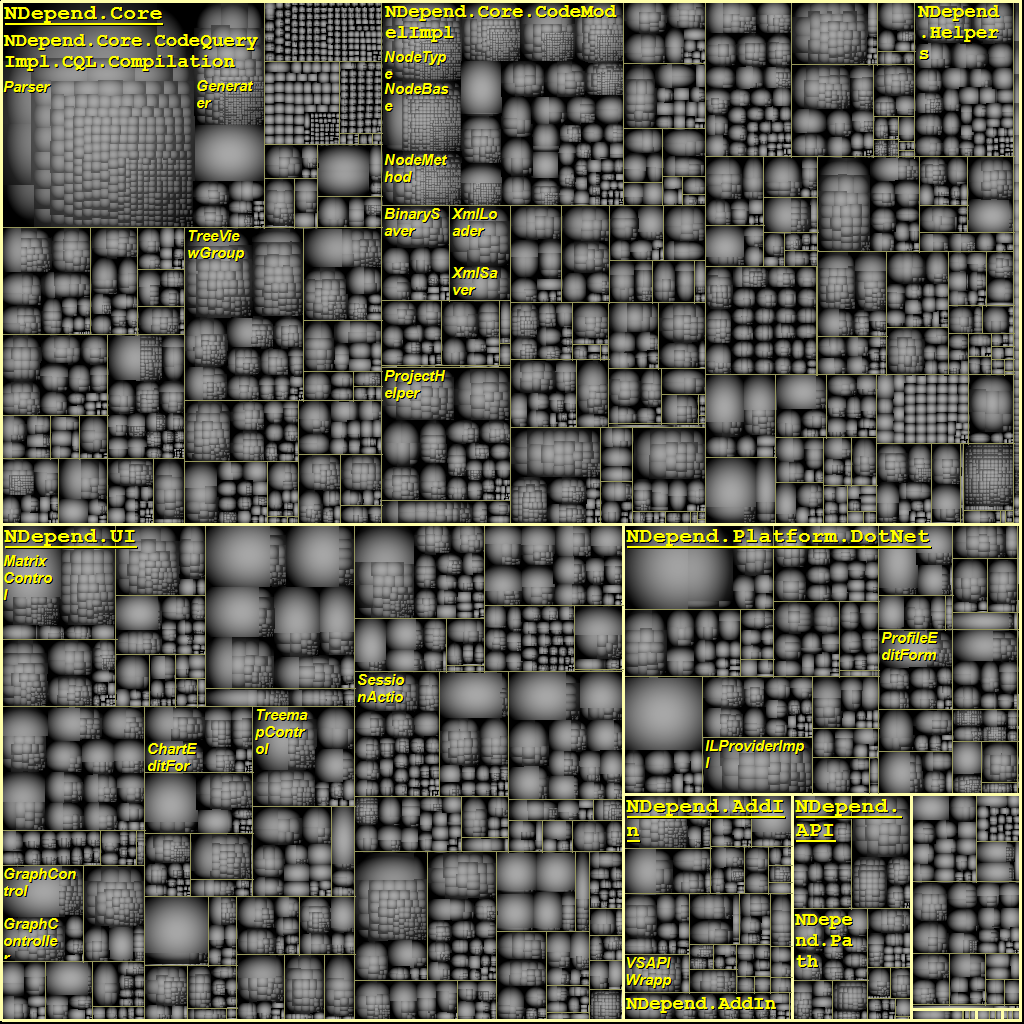 NDepend.Core
NDepend.Core.CodeQuery
Impl.CQL.Compilation
Parser
Generat
er
NDepend.Core.CodeMod
elImpl
NodeTyp
e
NodeBas
e
NodeMet
hod
NDepend
.Helper
s
BinaryS
aver
XmlLo
ader
XmlSa
ver
TreeVie
wGroup
ProjectH
elper
NDepend.UI
Matrix
Contro
l
Sessio
nActio
Treema
pContr
ol
ChartE
ditFor
GraphCon
trol
GraphC
ontrolle
r
NDepend.Platform.DotNet
ProfileE
ditForm
ILProviderImp
l
NDepend.AddI
n
VSAPI
Wrapp
NDepend.AddIn
NDepend.
API
NDepe
nd.Pa
th